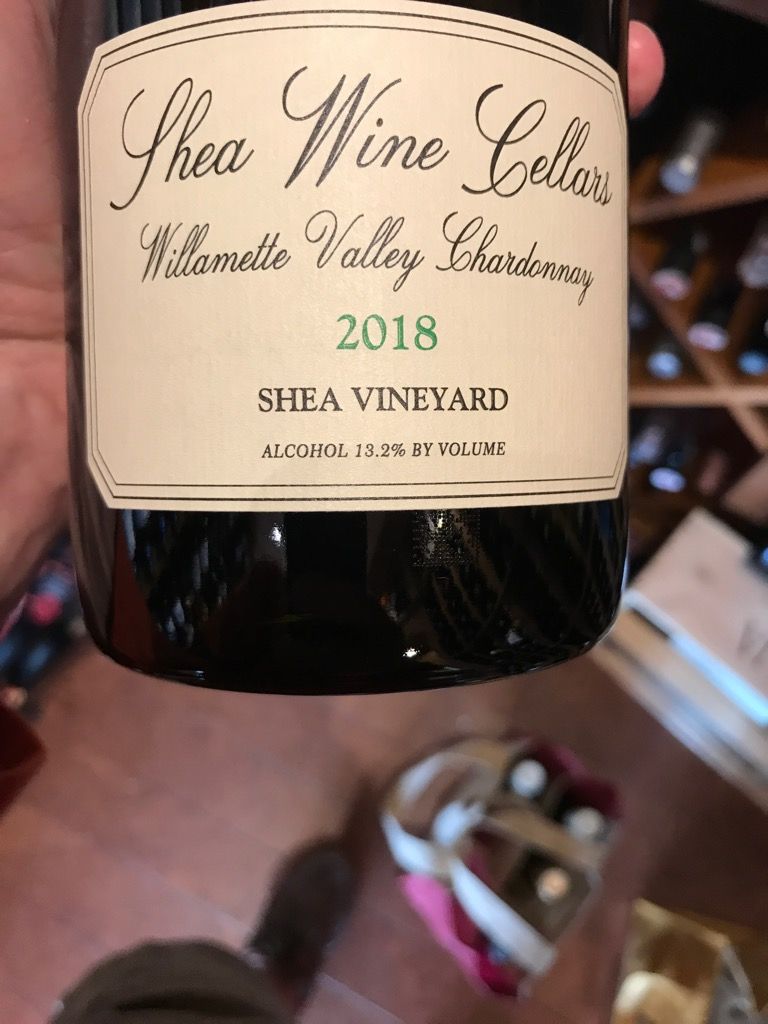 Shea Wine Cellars
Willamette Valley Chardonnay
2018
SHEA VINEYARD
ALCOHOL 13.2% BY VOLUME